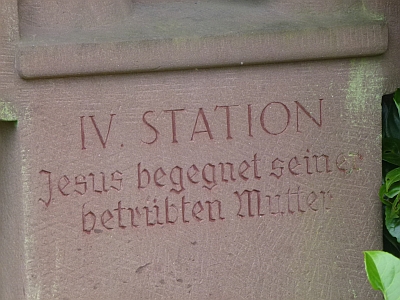 IV. STATION
Jesus begegnet seiner
betrübten Mutter